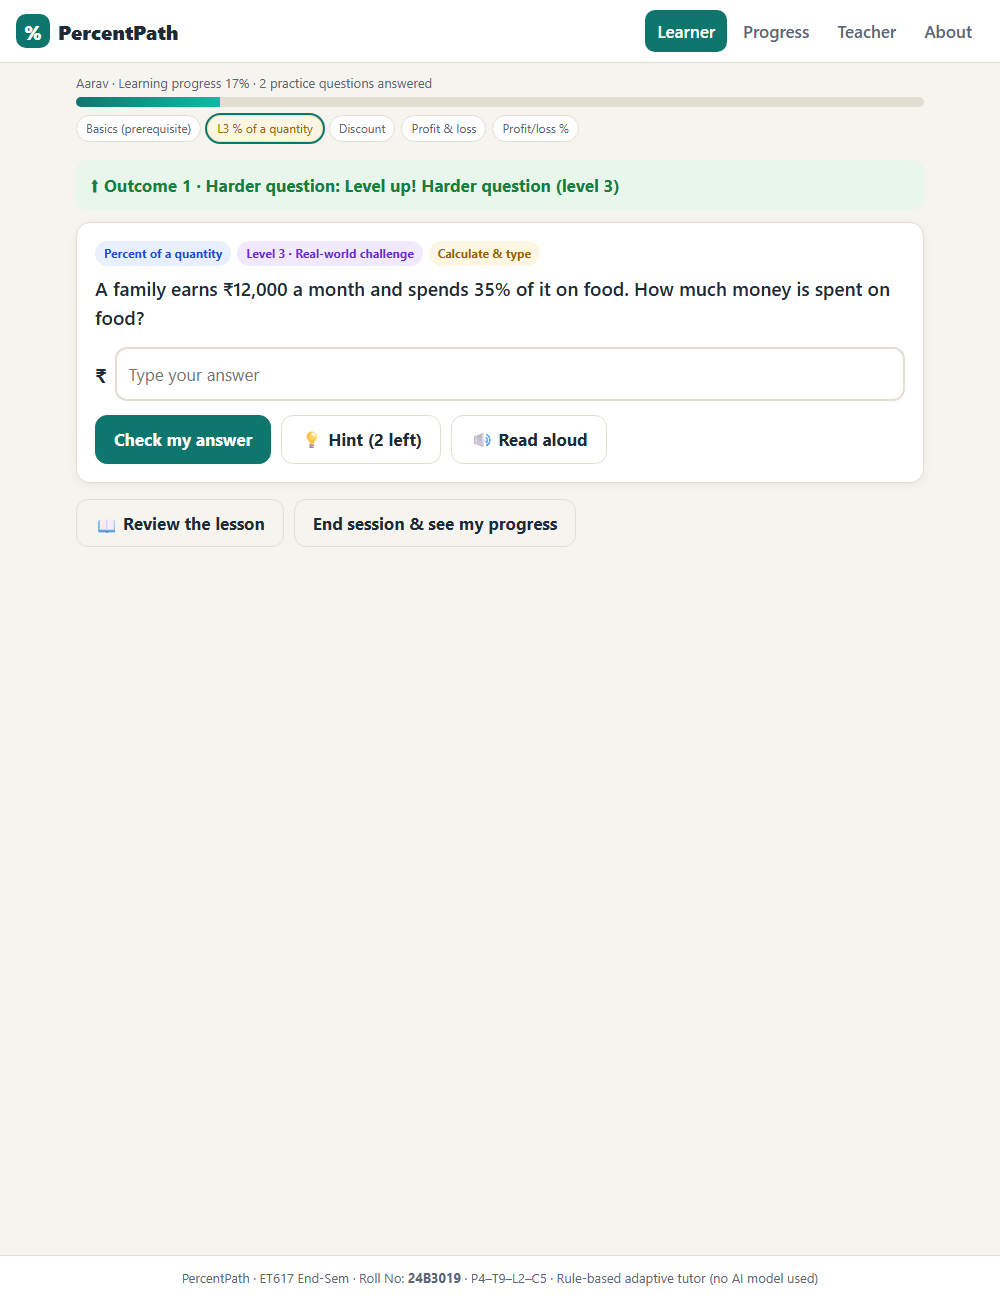 % PercentPath
Learner Progress Teacher About
Aarav · Learning progress 17% · 2 practice questions answered
Basics (prerequisite) L3 % of a quantity Discount Profit & loss Profit/loss %
⬆ Outcome 1 · Harder question: Level up! Harder question (level 3)
Percent of a quantity Level 3 · Real-world challenge Calculate & type
A family earns ₹12,000 a month and spends 35% of it on food. How much money is spent on
food?
₹ Type your answer
Check my answer 💡 Hint (2 left) 🔊 Read aloud
📖 Review the lesson End session & see my progress
PercentPath · ET617 End-Sem · Roll No: 24B3019 · P4–T9–L2–C5 · Rule-based adaptive tutor (no AI model used)